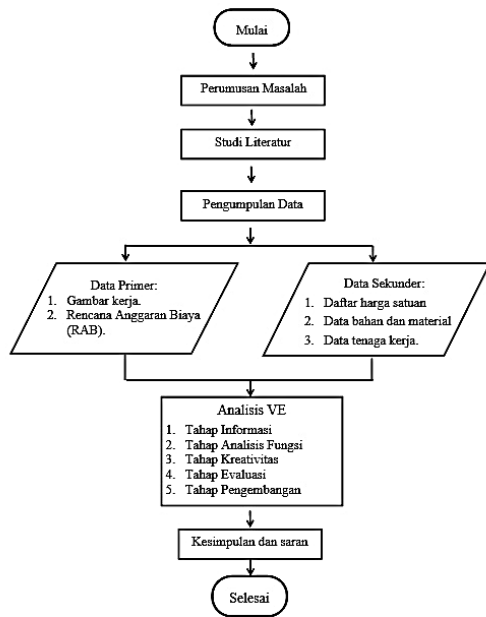 Mulai
Perumusan Masalah
Studi Literatur
Pengumpulan Data
Data Primer:
1. Gambar kerja.
2. Rencana Anggaran Biaya
(RAB).
Data Sekunder:
1. Daftar harga satuan
2. Data bahan dan material
3. Data tenaga kerja.
Analisis VE
1. Tahap Informasi
2. Tahap Analisis Fungsi
3. Tahap Kreativitas
4. Tahap Evaluasi
5. Tahap Pengembangan
Kesimpulan dan saran
Selesai